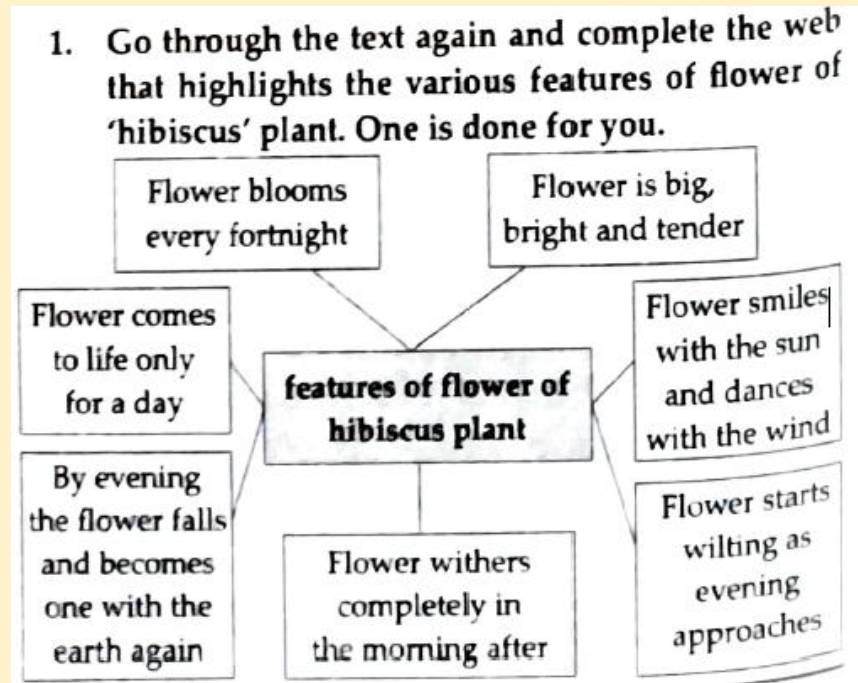 1. Go through the text again and complete the web
that highlights the various features of flower of
'hibiscus' plant. One is done for you.
Flower blooms
every fortnight
Flower is big,
bright and tender
Flower comes
to life only
for a day
features of flower of
hibiscus plant
Flower smiles
with the sun
and dances
with the wind
By evening
the flower falls
and becomes
one with the
earth again
Flower withers
completely in
the morning after
Flower starts
wilting as
evening
approaches